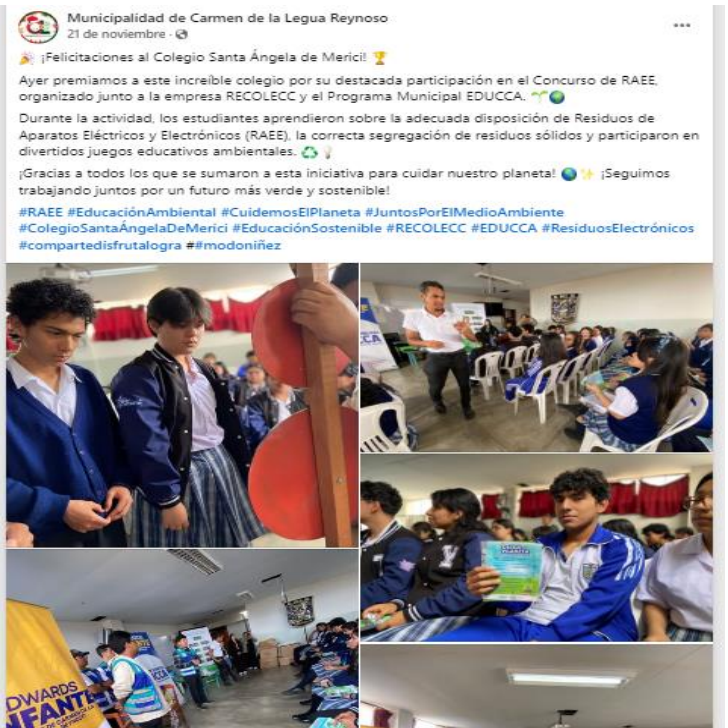 Municipalidad de Carmen de la Legua Reynoso
21 de noviembre ·
🎉 ¡Felicitaciones al Colegio Santa Ángela de Merici! 🏆
Ayer premiamos a este increíble colegio por su destacada participación en el Concurso de RAEE,
organizado junto a la empresa RECOLECC y el Programa Municipal EDUCCA. 🌱🌍
Durante la actividad, los estudiantes aprendieron sobre la adecuada disposición de Residuos de
Aparatos Eléctricos y Electrónicos (RAEE), la correcta segregación de residuos sólidos y participaron en
divertidos juegos educativos ambientales. ♻️💡
¡Gracias a todos los que se sumaron a esta iniciativa para cuidar nuestro planeta! 🌍✨ ¡Seguimos
trabajando juntos por un futuro más verde y sostenible!
#RAEE #EducaciónAmbiental #CuidemosElPlaneta #JuntosPorElMedioAmbiente
#ColegioSantaÁngelaDeMerici #EducaciónSostenible #RECOLECC #EDUCCA #ResiduosElectrónicos
#compartedisfrutalogra ##modoniñez
CCA
Y
DWARDS
NFANTE
CCA